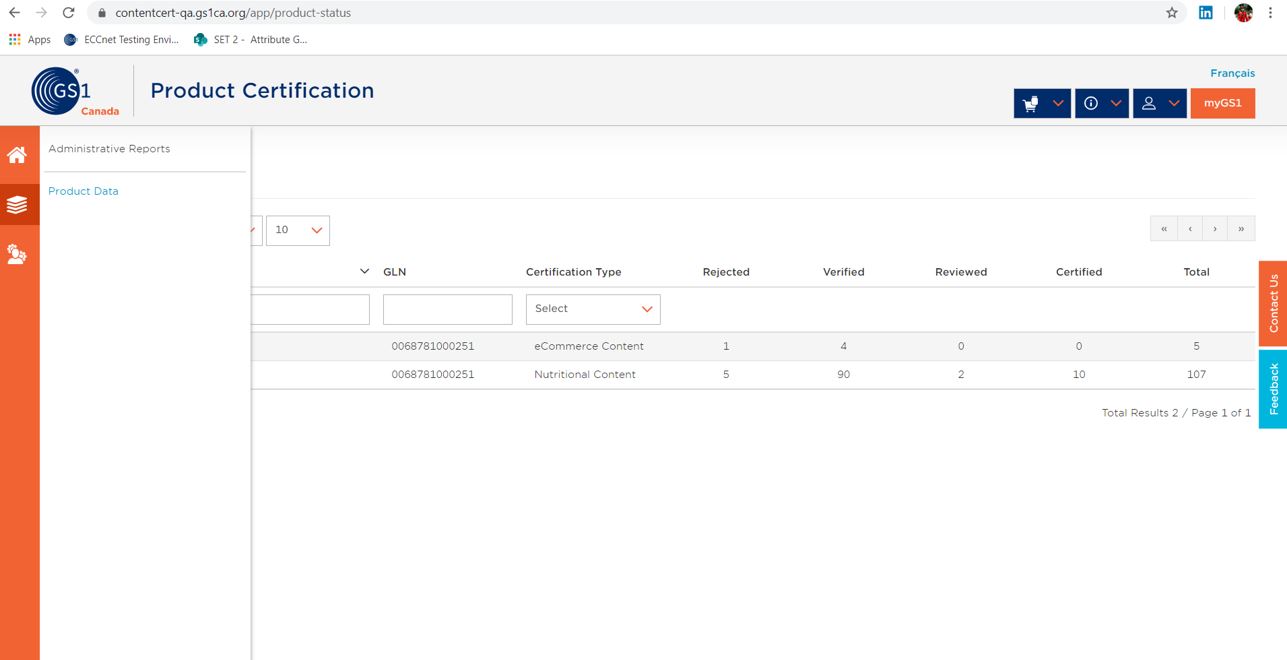 contentcert-qa.gs1ca.org/app/product-status
Apps ECCnet Testing Envi... SET 2 - Attribute G...
Français
GS1
Canada
Product Certification
myGS1
Administrative Reports
Product Data
10
« ‹ › »
GLN Certification Type Rejected Verified Reviewed Certified Total
Select
0068781000251 eCommerce Content 1 4 0 0 5
0068781000251 Nutritional Content 5 90 2 10 107
Total Results 2 / Page 1 of 1
Contact Us
Feedback